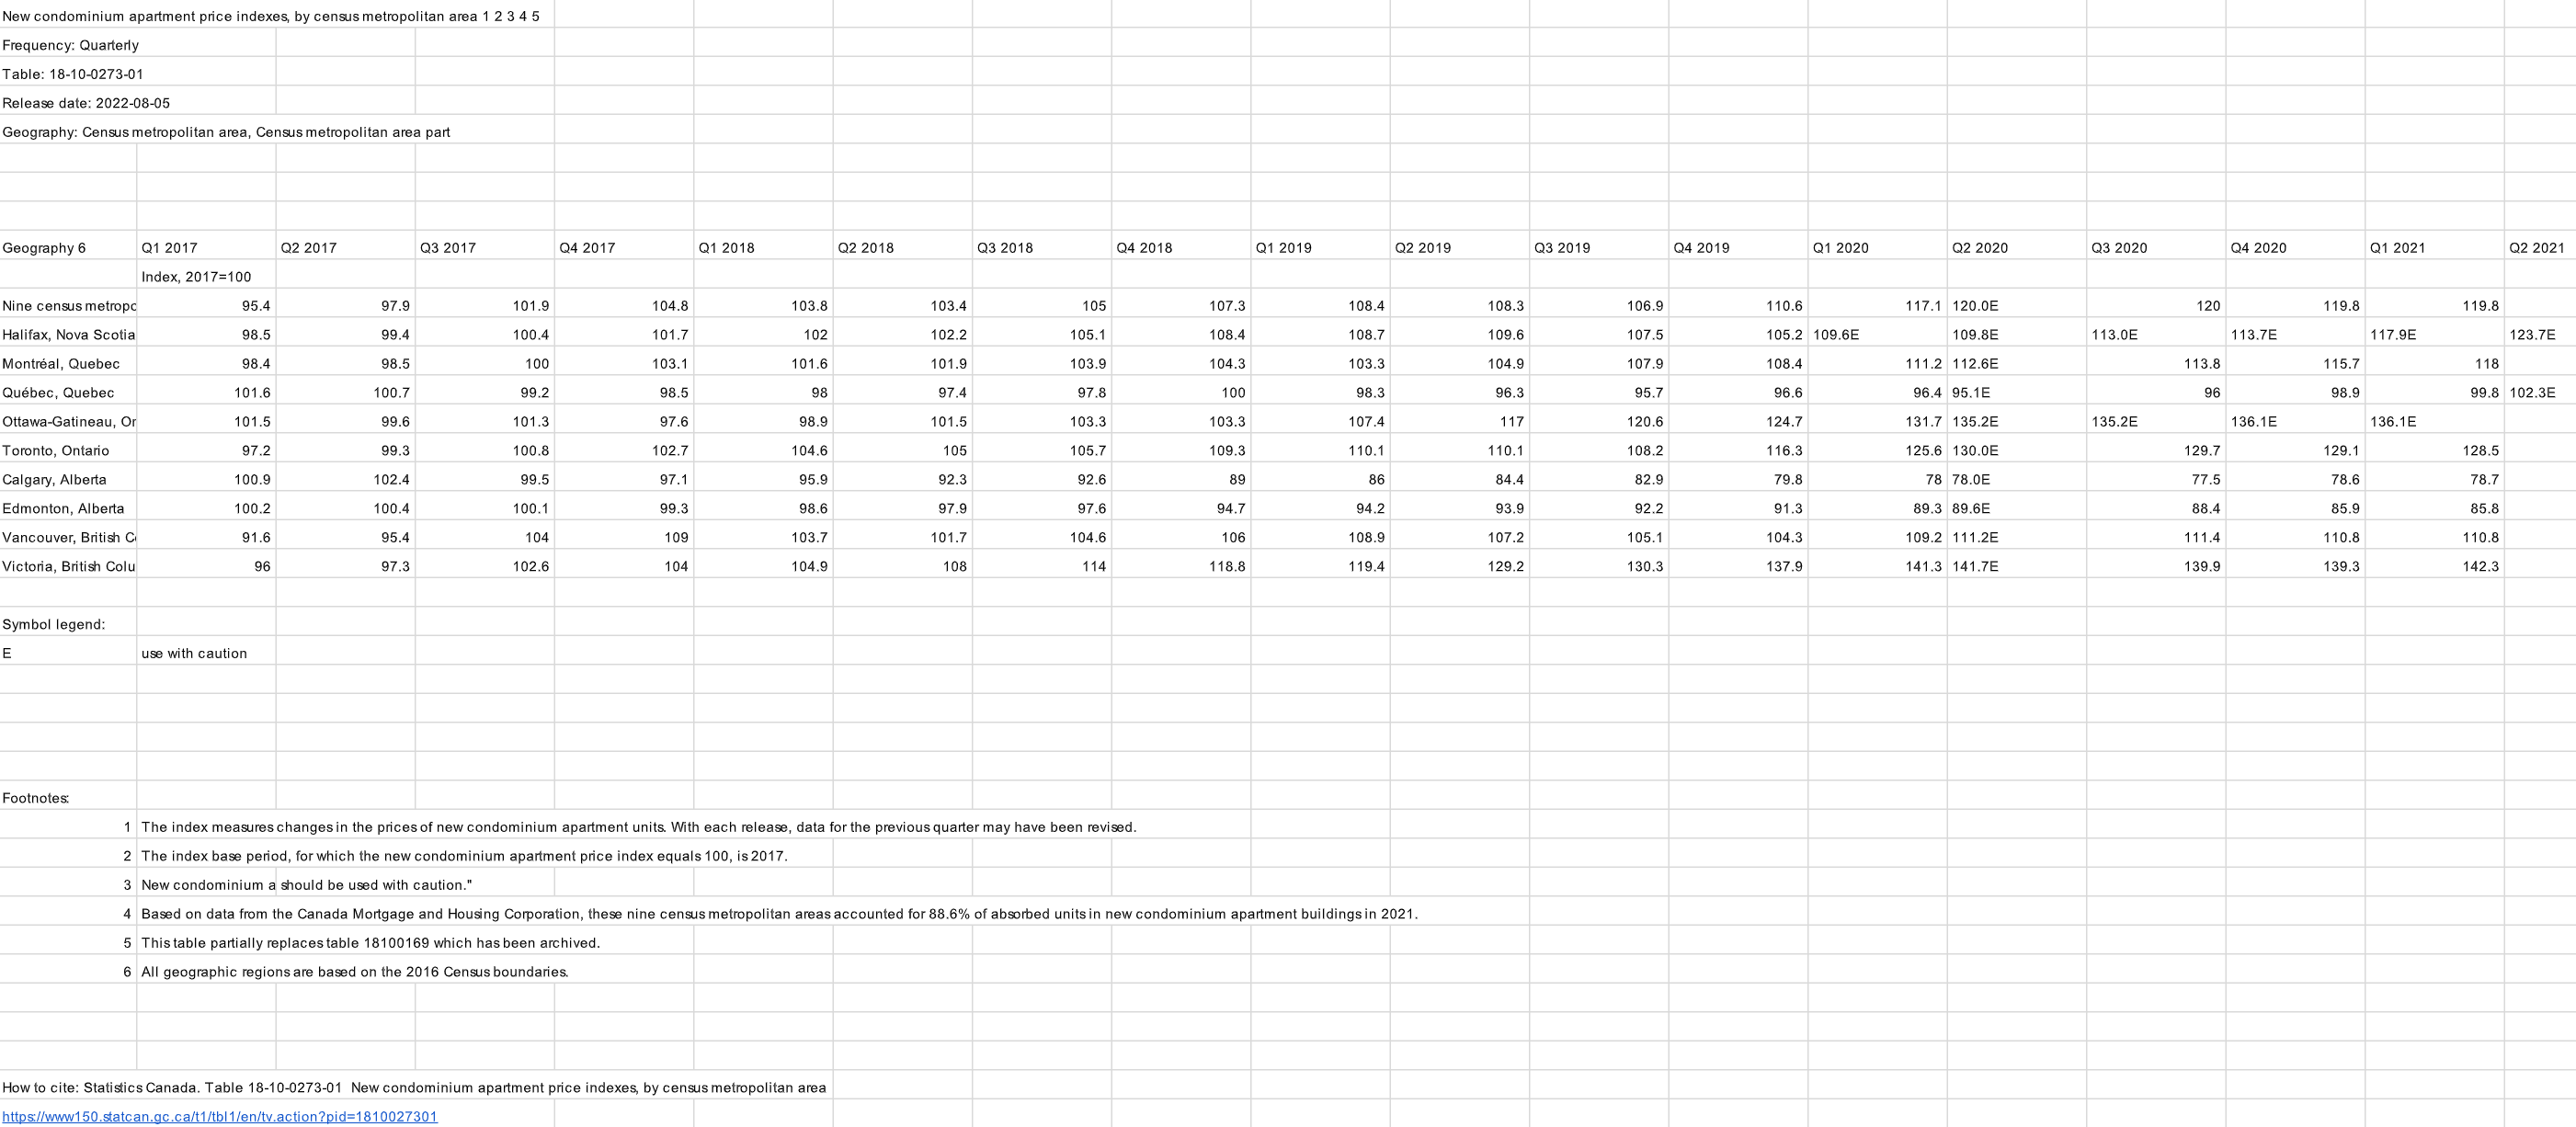 New condominium apartment price indexes, by census metropolitan area 1 2 3 4 5
Frequency: Quarterly
Table: 18-10-0273-01
Release date: 2022-08-05
Geography: Census metropolitan area, Census metropolitan area part
Geography 6 Q1 2017 Q2 2017 Q3 2017 Q4 2017 Q1 2018 Q2 2018 Q3 2018 Q4 2018 Q1 2019 Q2 2019 Q3 2019 Q4 2019 Q1 2020 Q2 2020 Q3 2020 Q4 2020 Q1 2021 Q2 2021
Index, 2017=100
Nine census metropo 95.4 97.9 101.9 104.8 103.8 103.4 105 107.3 108.4 108.3 106.9 110.6 117.1 120.0E 120 119.8 119.8
Halifax, Nova Scotia 98.5 99.4 100.4 101.7 102 102.2 105.1 108.4 108.7 109.6 107.5 105.2 109.6E 109.8E 113.0E 113.7E 117.9E 123.7E
Montréal, Quebec 98.4 98.5 100 103.1 101.6 101.9 103.9 104.3 103.3 104.9 107.9 108.4 111.2 112.6E 113.8 115.7 118
Québec, Quebec 101.6 100.7 99.2 98.5 98 97.4 97.8 100 98.3 96.3 95.7 96.6 96.4 95.1E 96 98.9 99.8 102.3E
Ottawa-Gatineau, On 101.5 99.6 101.3 97.6 98.9 101.5 103.3 103.3 107.4 117 120.6 124.7 131.7 135.2E 135.2E 136.1E 136.1E
Toronto, Ontario 97.2 99.3 100.8 102.7 104.6 105 105.7 109.3 110.1 110.1 108.2 116.3 125.6 130.0E 129.7 129.1 128.5
Calgary, Alberta 100.9 102.4 99.5 97.1 95.9 92.3 92.6 89 86 84.4 82.9 79.8 78 78.0E 77.5 78.6 78.7
Edmonton, Alberta 100.2 100.4 100.1 99.3 98.6 97.9 97.6 94.7 94.2 93.9 92.2 91.3 89.3 89.6E 88.4 85.9 85.8
Vancouver, British Co 91.6 95.4 104 109 103.7 101.7 104.6 106 108.9 107.2 105.1 104.3 109.2 111.2E 111.4 110.8 110.8
Victoria, British Colu 96 97.3 102.6 104 104.9 108 114 118.8 119.4 129.2 130.3 137.9 141.3 141.7E 139.9 139.3 142.3
Symbol legend:
E use with caution
Footnotes:
1 The index measures changes in the prices of new condominium apartment units. With each release, data for the previous quarter may have been revised.
2 The index base period, for which the new condominium apartment price index equals 100, is 2017.
3 New condominium a should be used with caution."
4 Based on data from the Canada Mortgage and Housing Corporation, these nine census metropolitan areas accounted for 88.6% of absorbed units in new condominium apartment buildings in 2021.
5 This table partially replaces table 18100169 which has been archived.
6 All geographic regions are based on the 2016 Census boundaries.
How to cite: Statistics Canada. Table 18-10-0273-01 New condominium apartment price indexes, by census metropolitan area
https://www150.statcan.gc.ca/t1/tbl1/en/tv.action?pid=1810027301